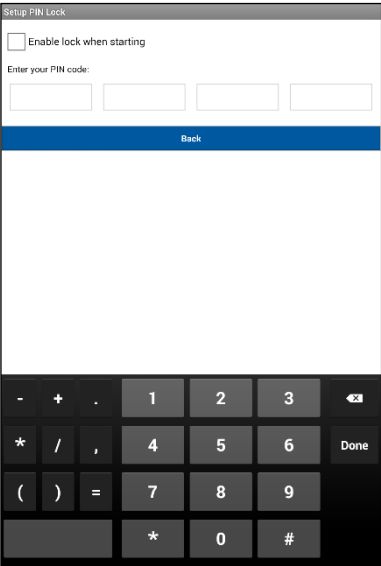 Setup PIN Lock
Enable lock when starting
Enter your PIN code:
Back
- + . 1 2 3
* / , 4 5 6 Done
( ) = 7 8 9
* 0 #